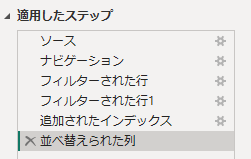 適用したステップ
ソース
ナビゲーション
フィルターされた行
フィルターされた行1
追加されたインデックス
並べ替えられた列